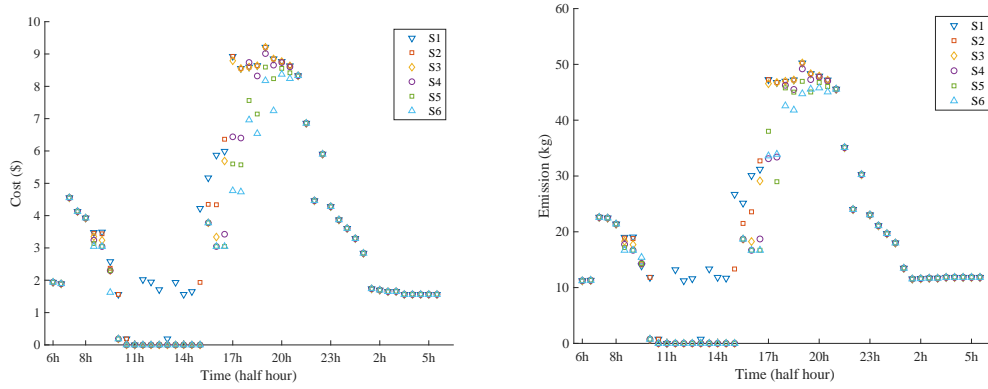 10
9
8
7
6
5
4
3
2
1
0
Cost ($)
6h 8h 11h 14h 17h 20h 23h 2h 5h
Time (half hour)
S1
S2
S3
S4
S5
S6
60
50
40
30
20
10
0
Emission (kg)
6h 8h 11h 14h 17h 20h 23h 2h 5h
Time (half hour)
S1
S2
S3
S4
S5
S6